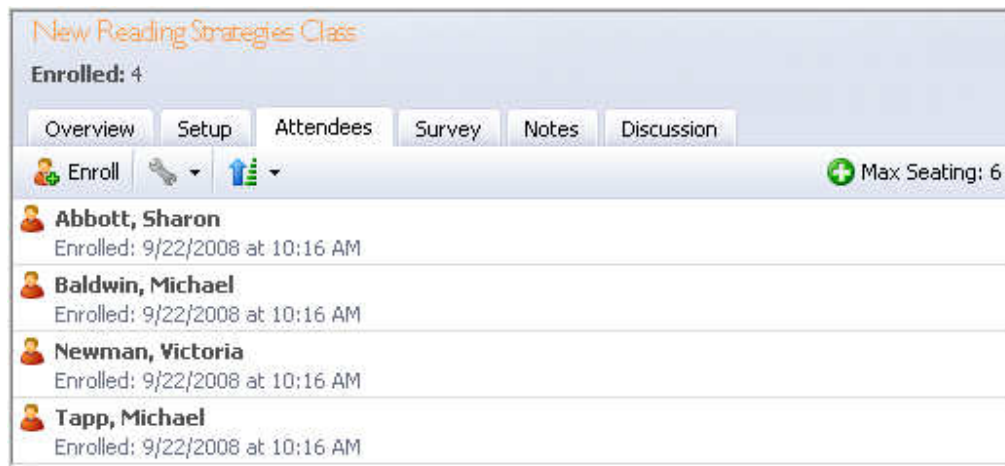 New Reading Strategies Class
Enrolled: 4
Overview Setup Attendees Survey Notes Discussion
Enroll Max Seating: 6
Abbott, Sharon
Enrolled: 9/22/2008 at 10:16 AM
Baldwin, Michael
Enrolled: 9/22/2008 at 10:16 AM
Newman, Victoria
Enrolled: 9/22/2008 at 10:16 AM
Tapp, Michael
Enrolled: 9/22/2008 at 10:16 AM